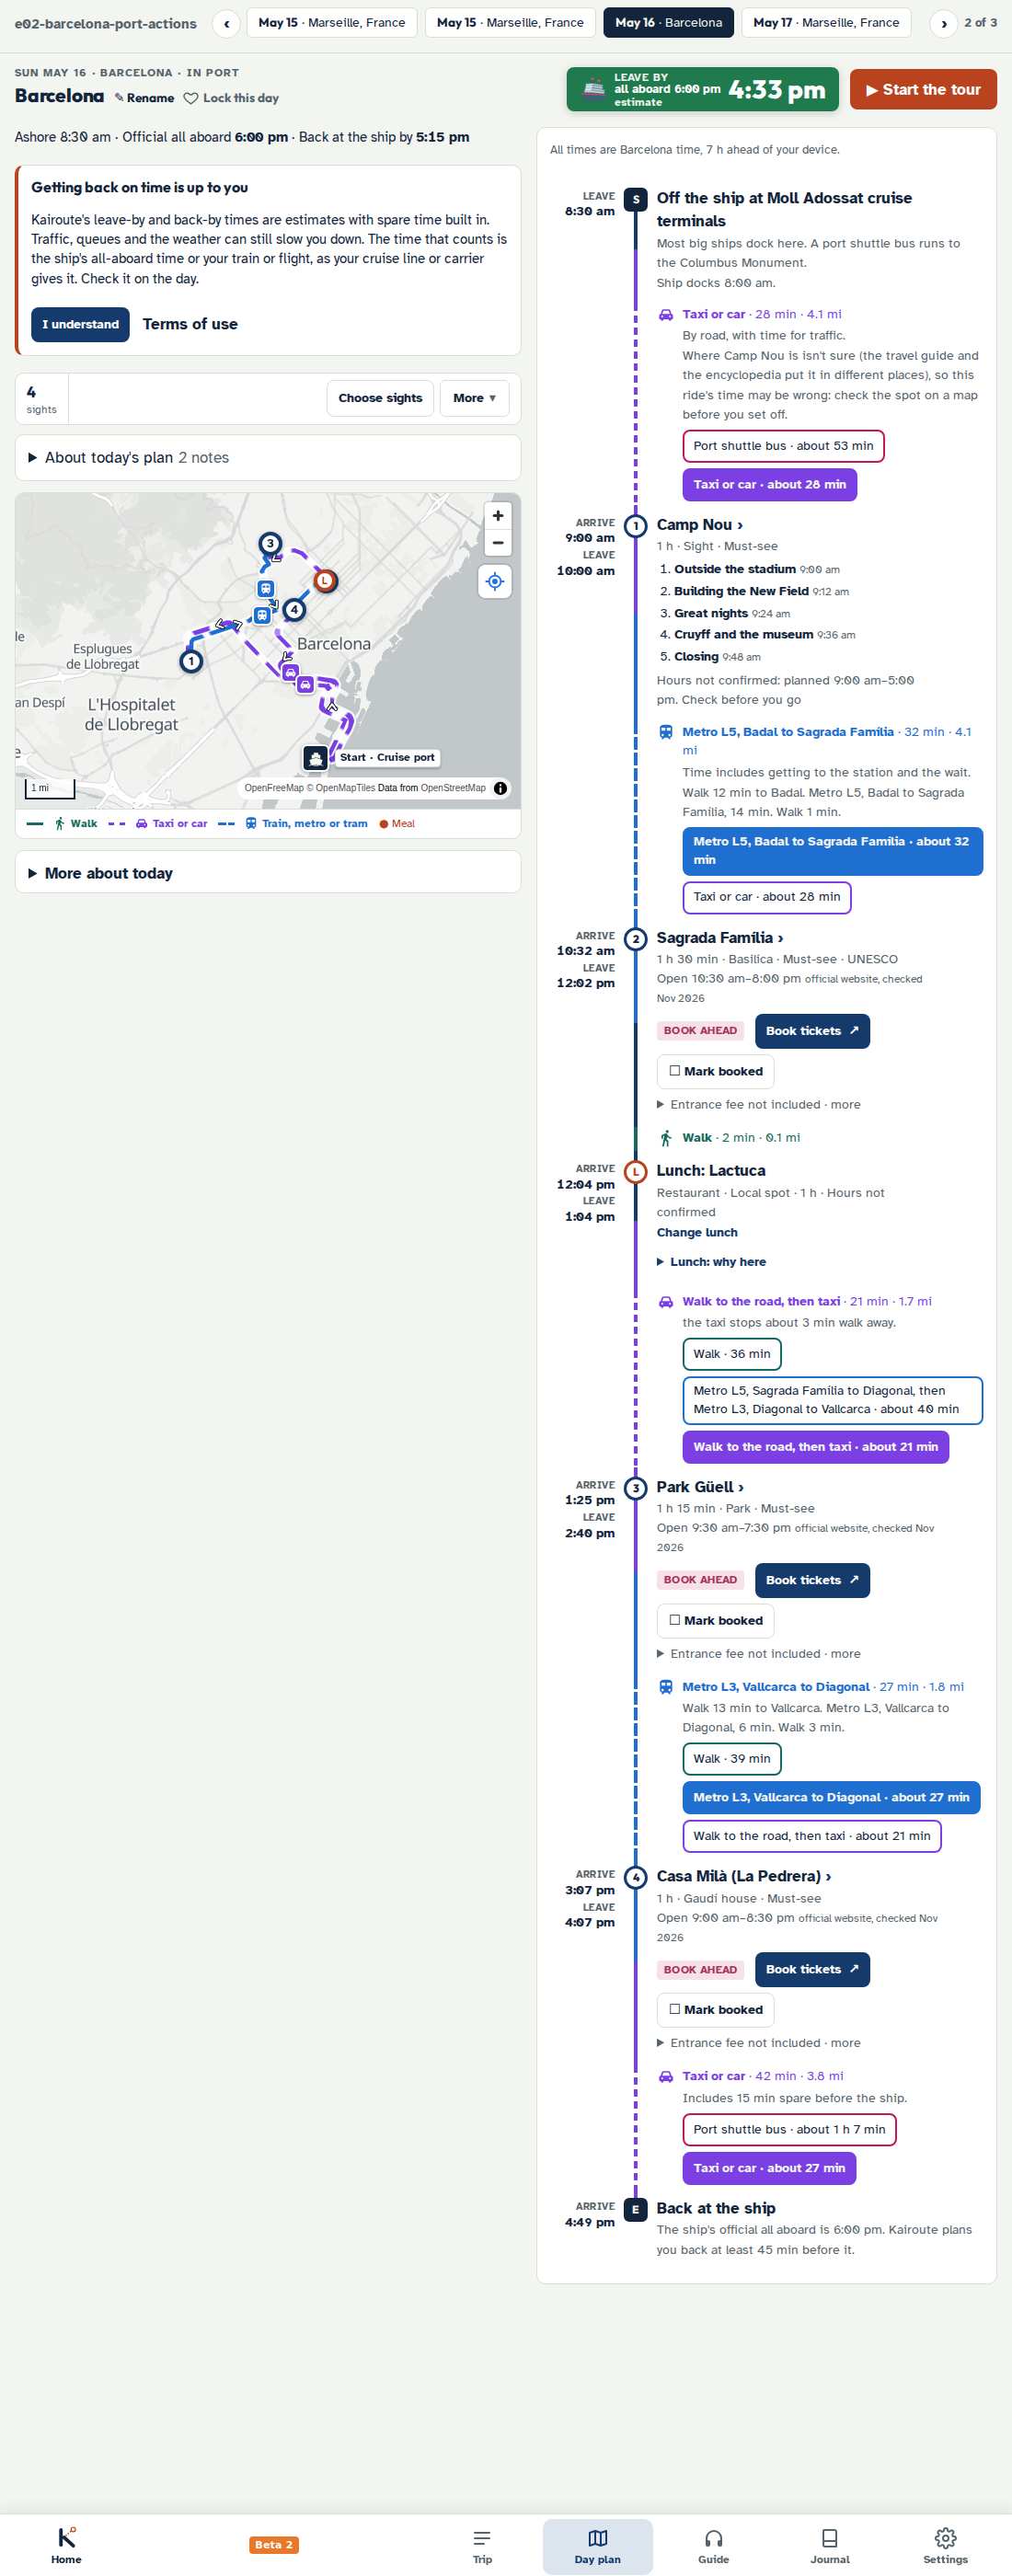 e02-barcelona-port-actions
‹
May 15 · Marseille, France
May 15 · Marseille, France
May 16 · Barcelona
May 17 · Marseille, France
›
2 of 3
SUN MAY 16 · BARCELONA · IN PORT
Barcelona ✎ Rename Lock this day
LEAVE BY
all aboard 6:00 pm
estimate
4:33 pm
▶ Start the tour
Ashore 8:30 am · Official all aboard 6:00 pm · Back at the ship by 5:15 pm
Getting back on time is up to you
Kairoute's leave-by and back-by times are estimates with spare time built in.
Traffic, queues and the weather can still slow you down. The time that counts is
the ship's all-aboard time or your train or flight, as your cruise line or carrier
gives it. Check it on the day.
I understand
Terms of use
4
sights
Choose sights
More ▾
▶ About today's plan 2 notes
3
L
4
1
Barcelona
Esplugues
de Llobregat
le
an Despí
L'Hospitalet
de Llobregat
e
Start · Cruise port
+
−
1 mi
OpenFreeMap © OpenMapTiles Data from OpenStreetMap
Walk
Taxi or car
Train, metro or tram
Meal
▶ More about today
All times are Barcelona time, 7 h ahead of your device.
LEAVE
8:30 am
S
Off the ship at Moll Adossat cruise
terminals
Most big ships dock here. A port shuttle bus runs to
the Columbus Monument.
Ship docks 8:00 am.
Taxi or car · 28 min · 4.1 mi
By road, with time for traffic.
Where Camp Nou is isn't sure (the travel guide and
the encyclopedia put it in different places), so this
ride's time may be wrong: check the spot on a map
before you set off.
Port shuttle bus · about 53 min
Taxi or car · about 28 min
ARRIVE
9:00 am
LEAVE
10:00 am
1
Camp Nou ›
1 h · Sight · Must-see
1. Outside the stadium 9:00 am
2. Building the New Field 9:12 am
3. Great nights 9:24 am
4. Cruyff and the museum 9:36 am
5. Closing 9:48 am
Hours not confirmed: planned 9:00 am–5:00
pm. Check before you go
Metro L5, Badal to Sagrada Família · 32 min · 4.1
mi
Time includes getting to the station and the wait.
Walk 12 min to Badal. Metro L5, Badal to Sagrada
Família, 14 min. Walk 1 min.
Metro L5, Badal to Sagrada Família · about 32
min
Taxi or car · about 28 min
ARRIVE
10:32 am
LEAVE
12:02 pm
2
Sagrada Família ›
1 h 30 min · Basilica · Must-see · UNESCO
Open 10:30 am–8:00 pm official website, checked
Nov 2026
BOOK AHEAD
Book tickets ↗
☐ Mark booked
▶ Entrance fee not included · more
Walk · 2 min · 0.1 mi
ARRIVE
12:04 pm
LEAVE
1:04 pm
L
Lunch: Lactuca
Restaurant · Local spot · 1 h · Hours not
confirmed
Change lunch
▶ Lunch: why here
Walk to the road, then taxi · 21 min · 1.7 mi
the taxi stops about 3 min walk away.
Walk · 36 min
Metro L5, Sagrada Família to Diagonal, then
Metro L3, Diagonal to Vallcarca · about 40 min
Walk to the road, then taxi · about 21 min
ARRIVE
1:25 pm
LEAVE
2:40 pm
3
Park Güell ›
1 h 15 min · Park · Must-see
Open 9:30 am–7:30 pm official website, checked Nov
2026
BOOK AHEAD
Book tickets ↗
☐ Mark booked
▶ Entrance fee not included · more
Metro L3, Vallcarca to Diagonal · 27 min · 1.8 mi
Walk 13 min to Vallcarca. Metro L3, Vallcarca to
Diagonal, 6 min. Walk 3 min.
Walk · 39 min
Metro L3, Vallcarca to Diagonal · about 27 min
Walk to the road, then taxi · about 21 min
ARRIVE
3:07 pm
LEAVE
4:07 pm
4
Casa Milà (La Pedrera) ›
1 h · Gaudí house · Must-see
Open 9:00 am–8:30 pm official website, checked Nov
2026
BOOK AHEAD
Book tickets ↗
☐ Mark booked
▶ Entrance fee not included · more
Taxi or car · 42 min · 3.8 mi
Includes 15 min spare before the ship.
Port shuttle bus · about 1 h 7 min
Taxi or car · about 27 min
ARRIVE
4:49 pm
E
Back at the ship
The ship's official all aboard is 6:00 pm. Kairoute plans
you back at least 45 min before it.
Home
Beta 2
Trip
Day plan
Guide
Journal
Settings